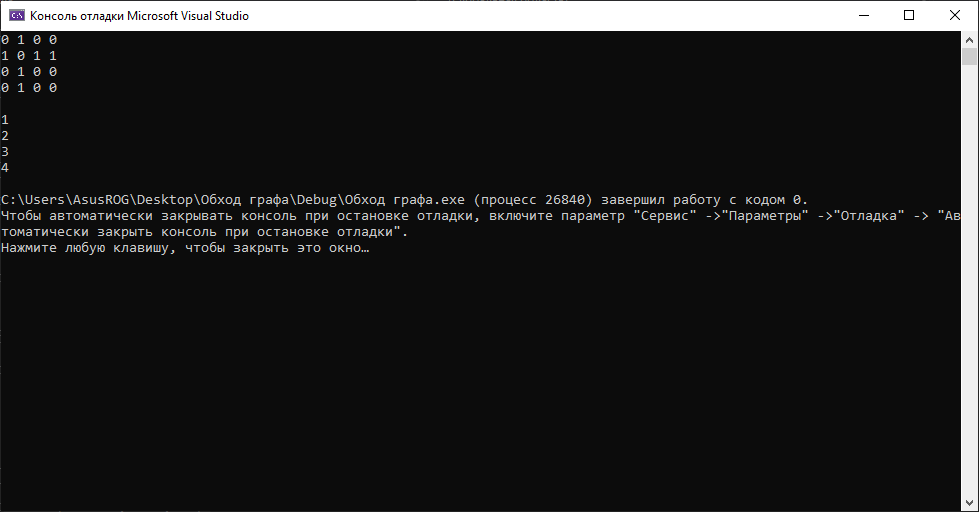 Консоль отладки Microsoft Visual Studio
0 1 0 0
1 0 1 1
0 1 0 0
0 1 0 0
1
2
3
4
C:\Users\AsusROG\Desktop\Обход графа\Debug\Обход графа.exe (процесс 26840) завершил работу с кодом 0.
Чтобы автоматически закрывать консоль при остановке отладки, включите параметр "Сервис" ->"Параметры" ->"Отладка" -> "Ав
томатически закрыть консоль при остановке отладки".
Нажмите любую клавишу, чтобы закрыть это окно…